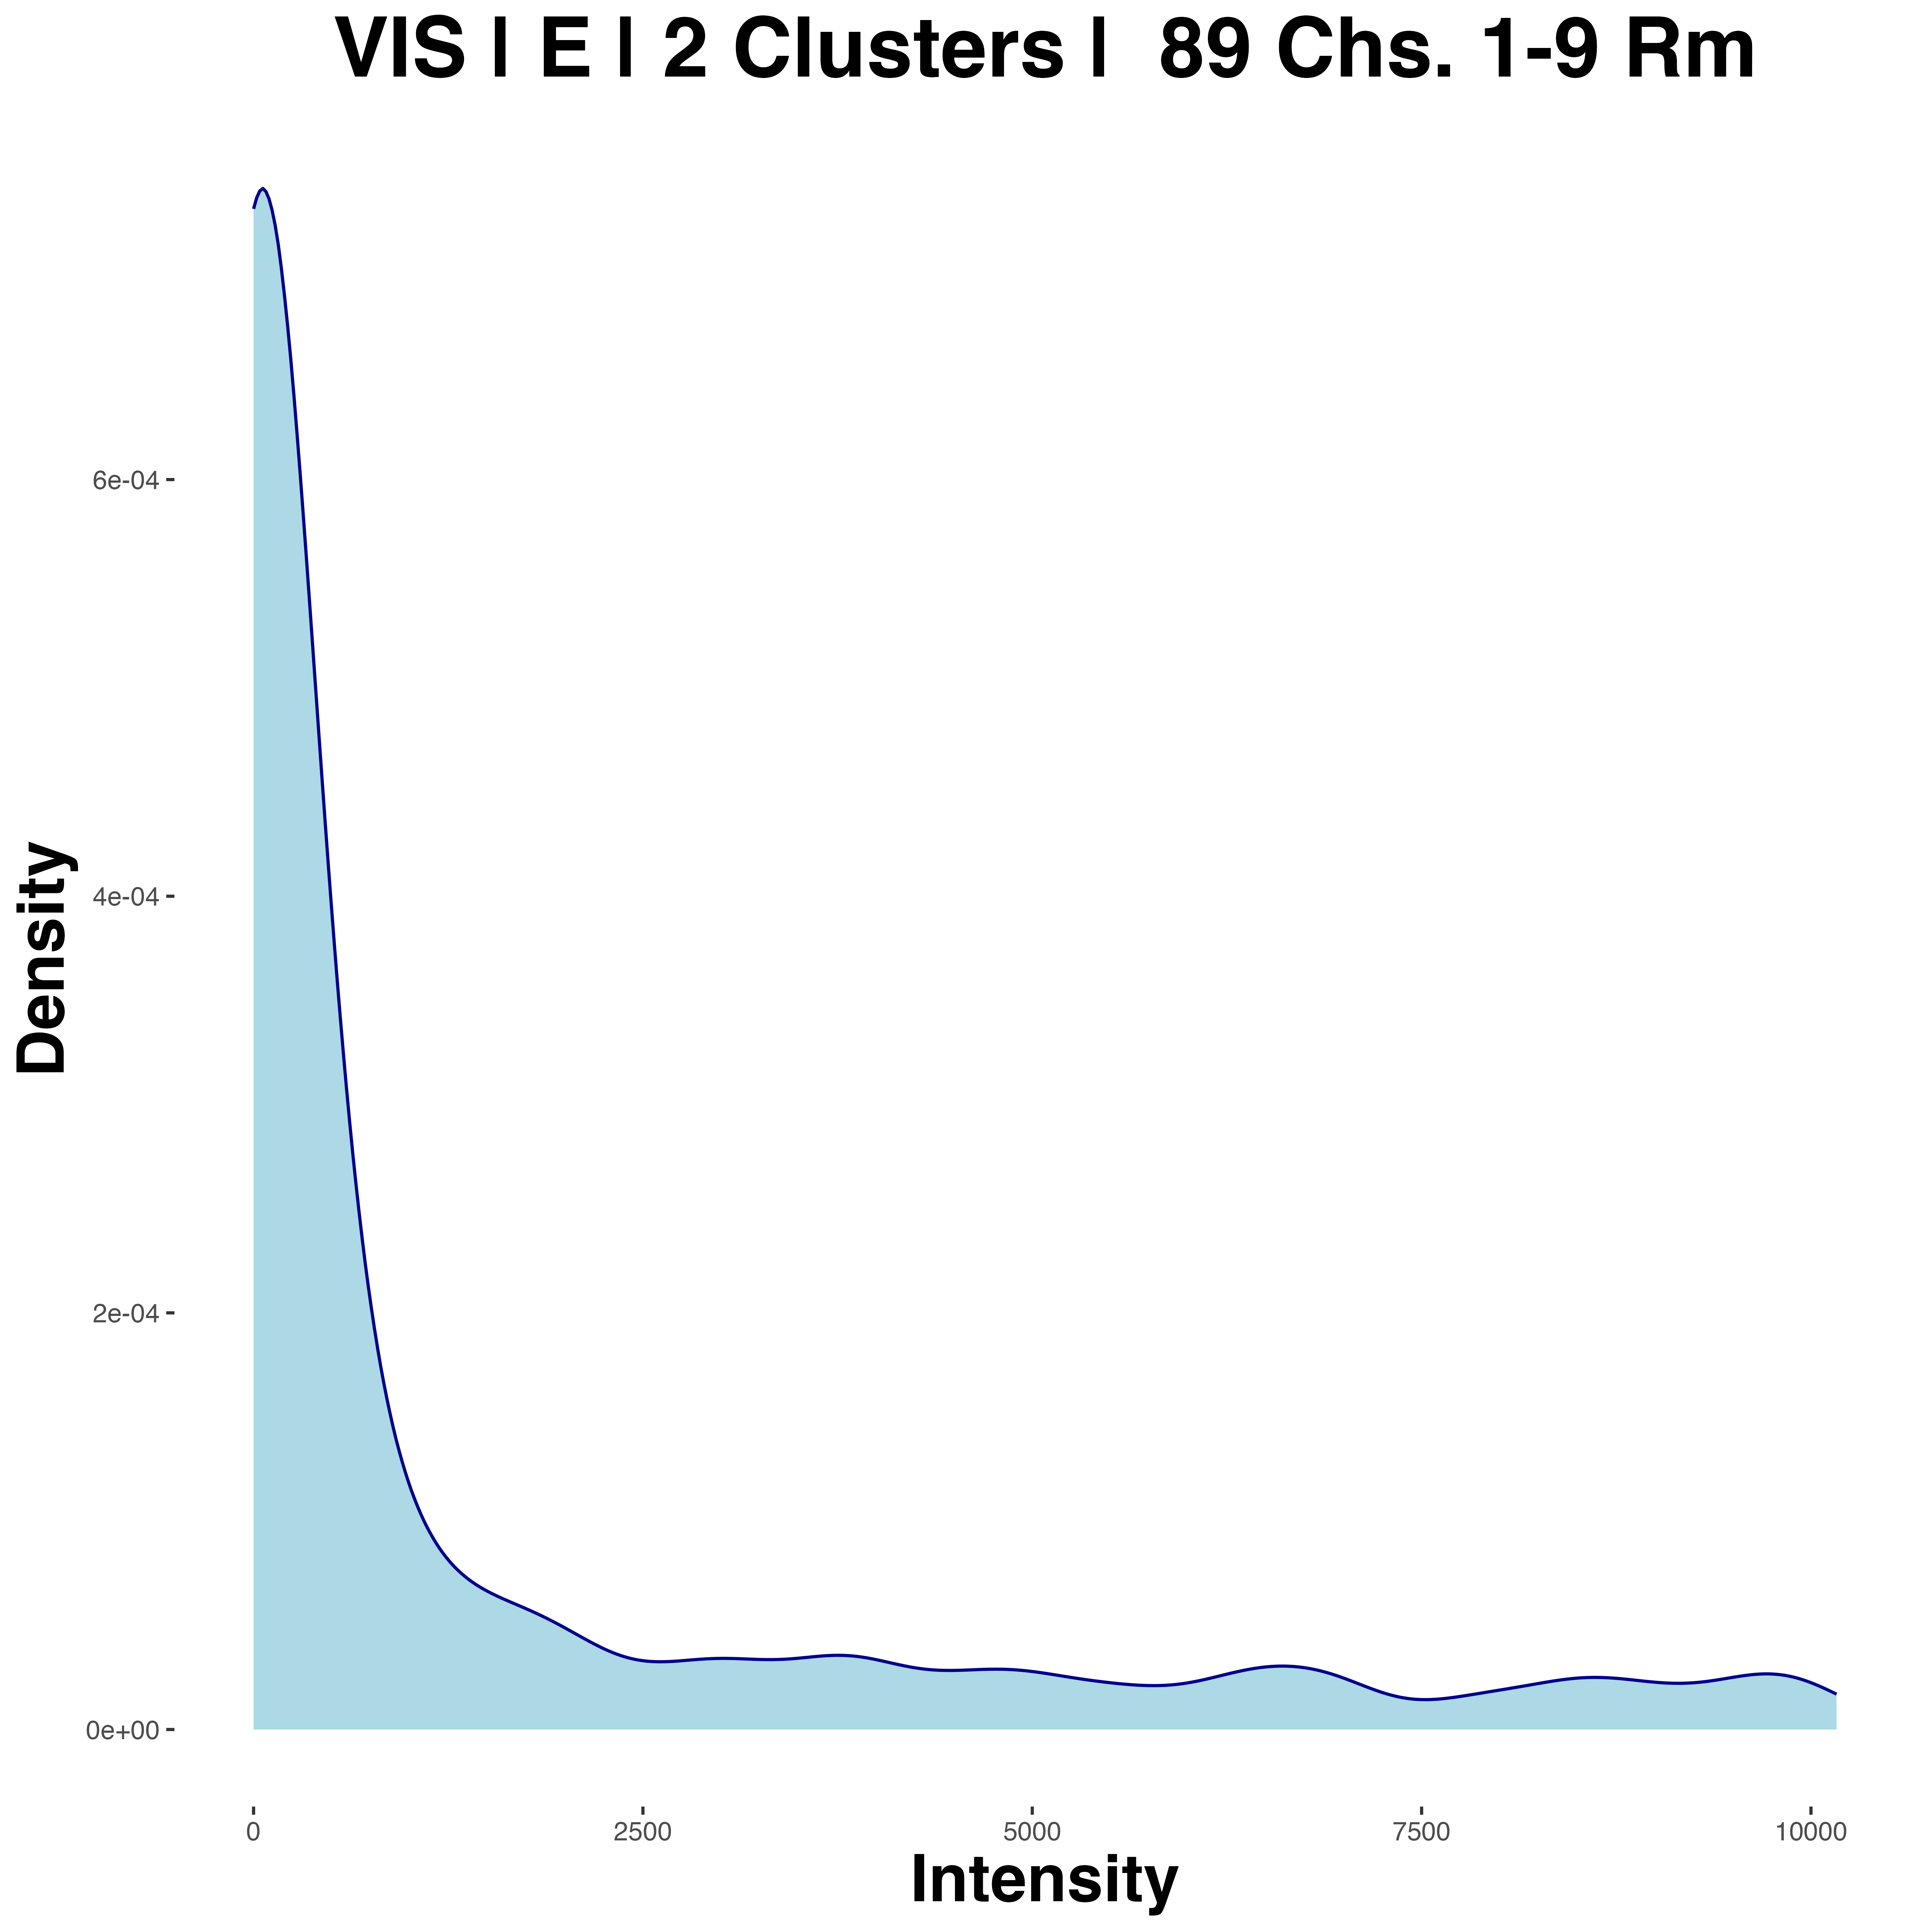 VIS | E | 2 Clusters |  89 Chs. 1-9 Rm
Density
6e-04
4e-04
2e-04
0e+00
0
2500
5000
7500
10000
Intensity